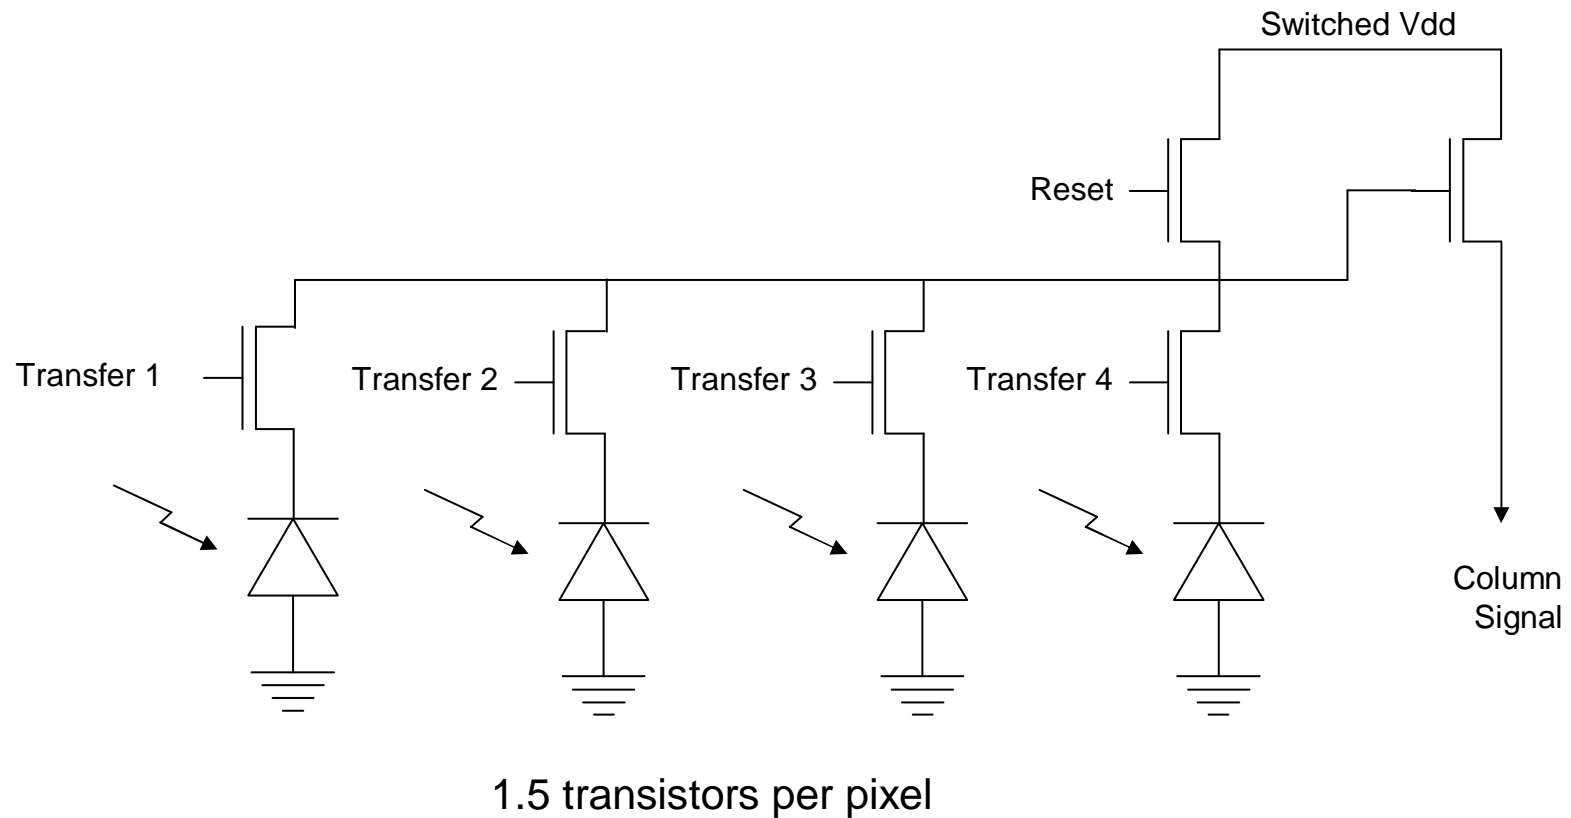 Switched Vdd
Reset
Transfer 1
Transfer 2
Transfer 3
Transfer 4
Column
Signal
1.5 transistors per pixel